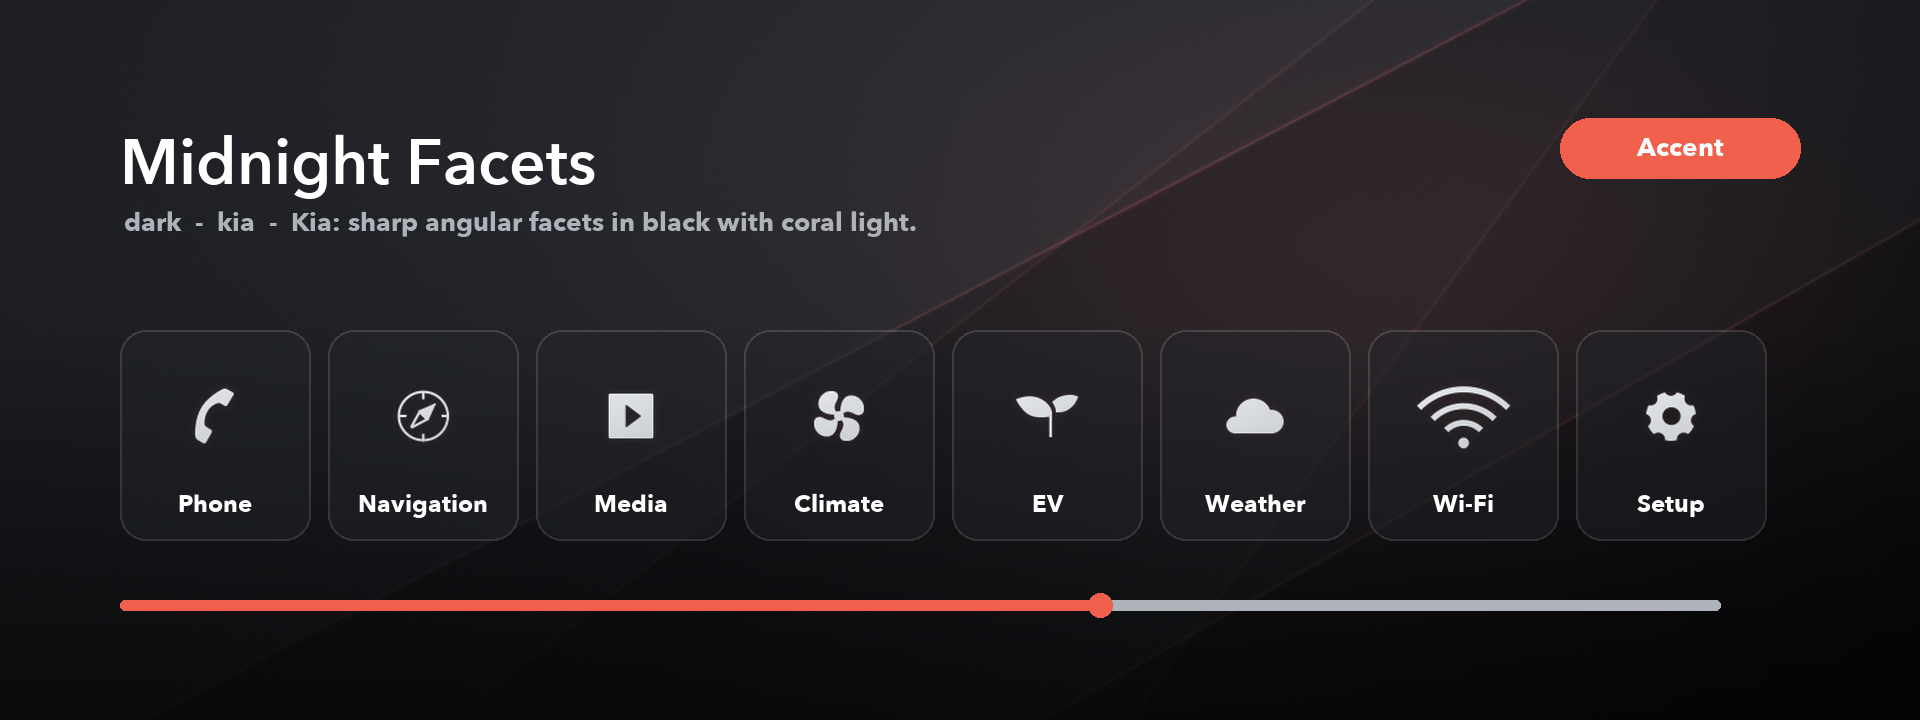 Midnight Facets
Accent
dark - kia - Kia: sharp angular facets in black with coral light.
Phone
Navigation
Media
Climate
EV
Weather
Wi-Fi
Setup